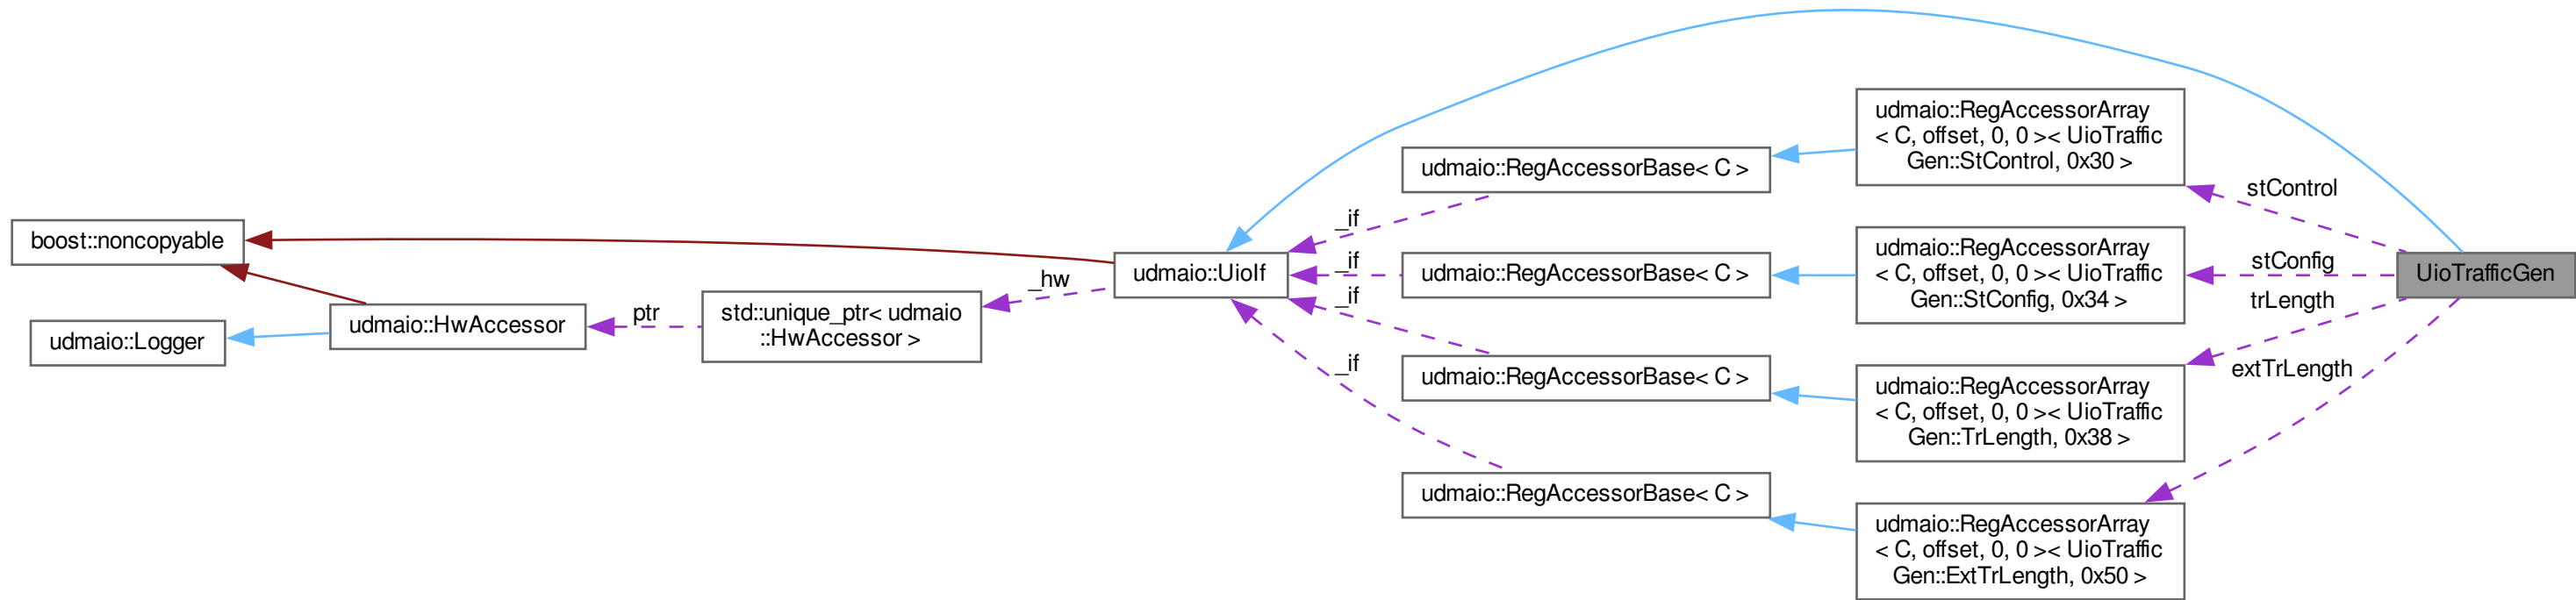 boost::noncopyable
udmaio::Logger
udmaio::HwAccessor
ptr
std::unique_ptr< udmaio
::HwAccessor >
_hw
udmaio::UioIf
_if
_if
_if
_if
udmaio::RegAccessorBase< C >
udmaio::RegAccessorBase< C >
udmaio::RegAccessorBase< C >
udmaio::RegAccessorBase< C >
udmaio::RegAccessorArray
< C, offset, 0, 0 >< UioTraffic
Gen::StControl, 0x30 >
udmaio::RegAccessorArray
< C, offset, 0, 0 >< UioTraffic
Gen::StConfig, 0x34 >
udmaio::RegAccessorArray
< C, offset, 0, 0 >< UioTraffic
Gen::TrLength, 0x38 >
udmaio::RegAccessorArray
< C, offset, 0, 0 >< UioTraffic
Gen::ExtTrLength, 0x50 >
stControl
stConfig
trLength
extTrLength
UioTrafficGen